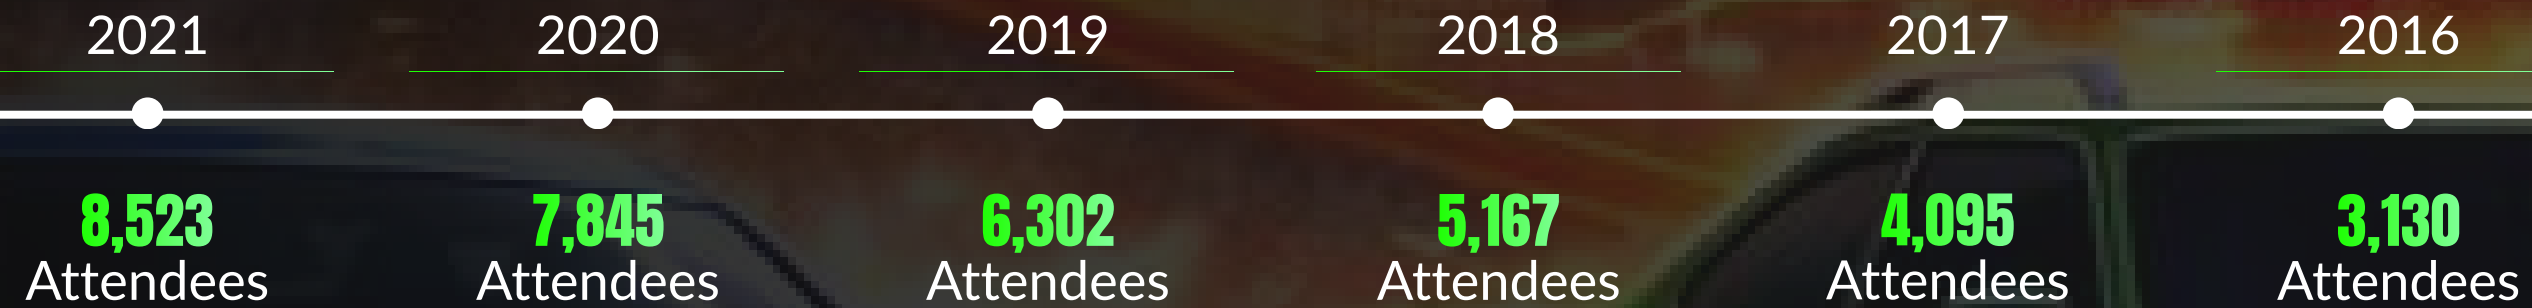 2021 2020 2019 2018 2017 2016
8,523 7,845 6,302 5,167 4,095 3,130
Attendees Attendees Attendees Attendees Attendees Attendees